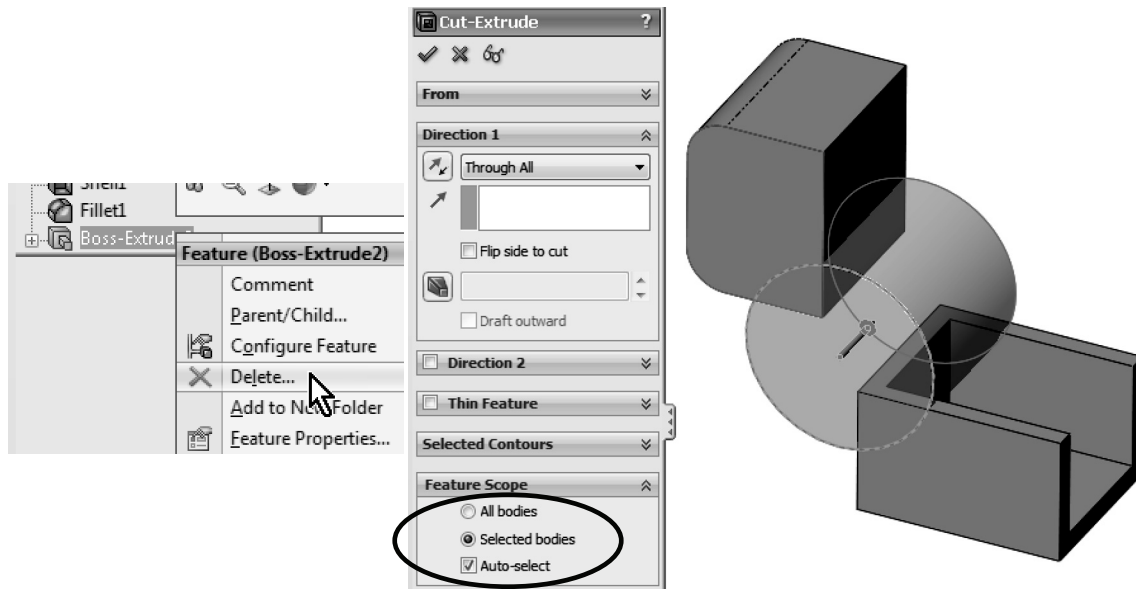 Shell1
Fillet1
Boss-Extrud
Feature (Boss-Extrude2)
Comment
Parent/Child...
Configure Feature
Delete...
Add to New Folder
Feature Properties...
Cut-Extrude ?
From
Direction 1
Through All
Flip side to cut
Draft outward
Direction 2
Thin Feature
Selected Contours
Feature Scope
All bodies
Selected bodies
Auto-select